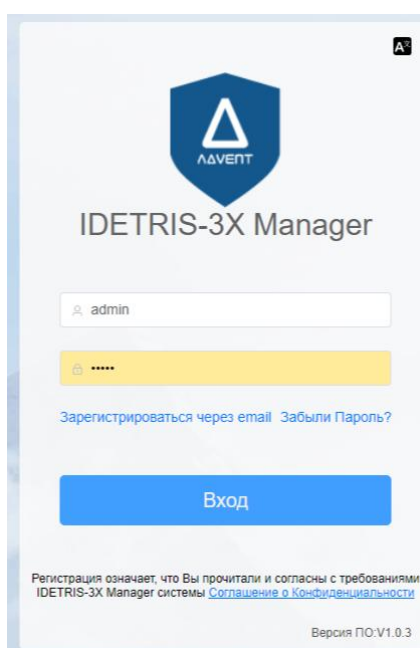 ADVENT
IDETRIS-3X Manager
admin
•••••
Зарегистрироваться через email Забыли Пароль?
Вход
Регистрация означает, что Вы прочитали и согласны с требованиями
IDETRIS-3X Manager системы Соглашение о Конфиденциальности
Версия ПО:V1.0.3